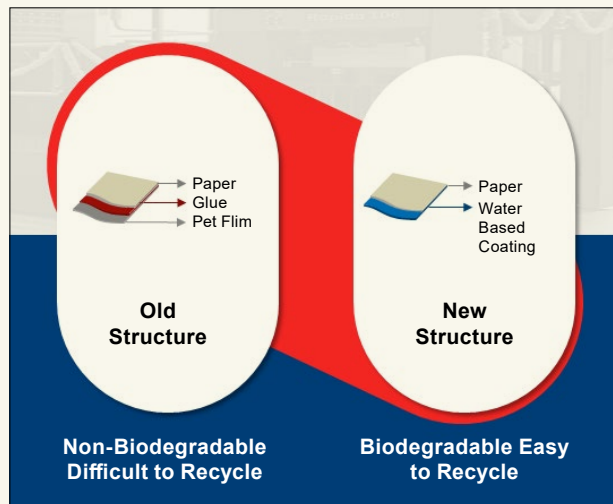 Paper
Glue
Pet Flim
Old
Structure
Non-Biodegradable
Difficult to Recycle
Paper
Water
Based
Coating
New
Structure
Biodegradable Easy
to Recycle